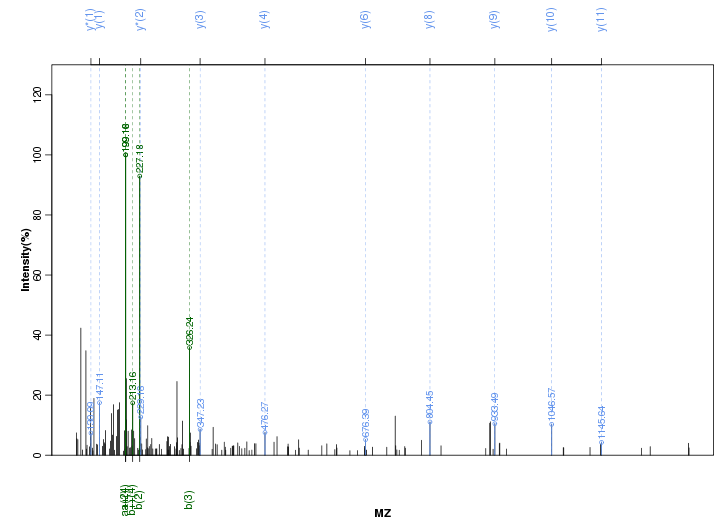 y*(1)
y(1)
y*(2)
y(3)
y(4)
y(6)
y(8)
y(9)
y(10)
y(11)
Intensity(%)
0
20
40
60
80
100
120
147.11
199.18
213.16
227.18
326.24
347.23
476.27
676.39
804.45
933.49
1046.57
1145.64
b(2)
b(3)
MZ